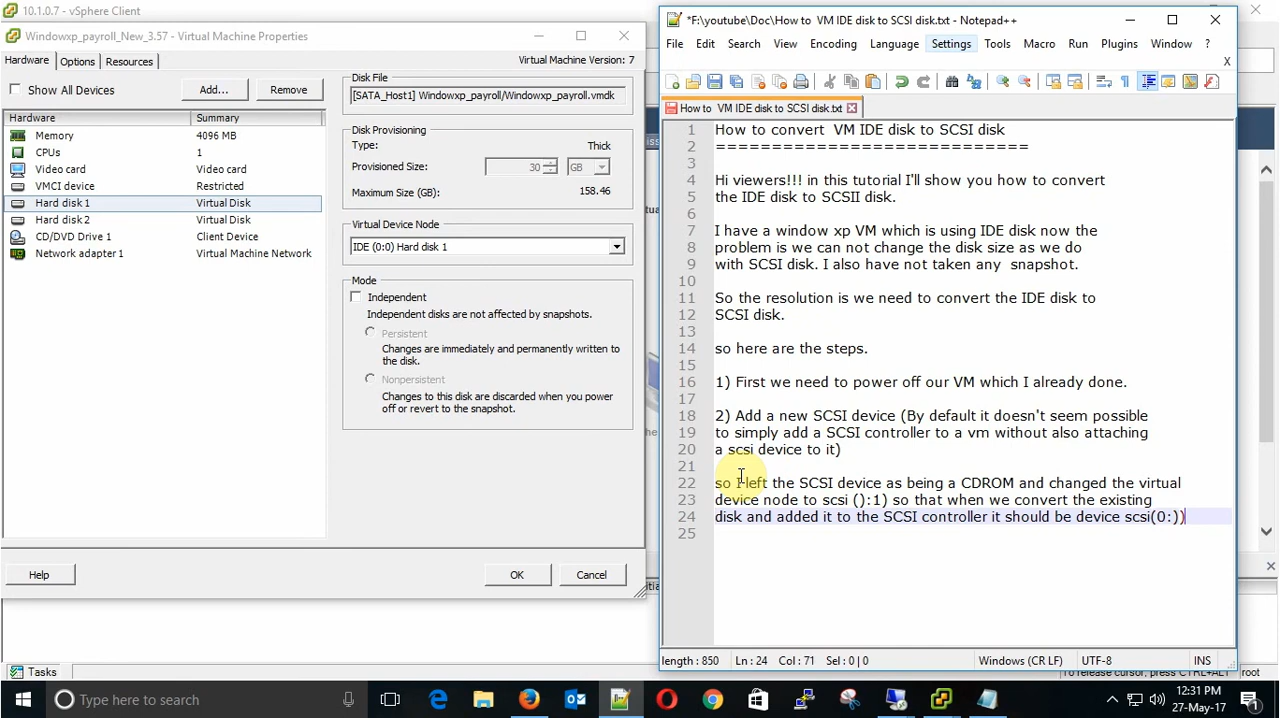 10.1.0.7 - vSphere Client
Windowxp_payroll_New_3.57 - Virtual Machine Properties
Hardware
Options
Resources
Virtual Machine Version: 7
Show All Devices
Add...
Remove
Hardware
Summary
Memory
4096 MB
CPUs
1
Video card
Video card
VMCI device
Restricted
Hard disk 1
Virtual Disk
Hard disk 2
Virtual Disk
CD/DVD Drive 1
Client Device
Network adapter 1
Virtual Machine Network
Disk File
[SATA_Host1] Windowxp_payroll/Windowxp_payroll.vmdk
Disk Provisioning
Type:
Thick
Provisioned Size:
30
GB
Maximum Size (GB):
158.46
Virtual Device Node
IDE (0:0) Hard disk 1
Mode
Independent
Independent disks are not affected by snapshots.
Persistent
Changes are immediately and permanently written to
the disk.
Nonpersistent
Changes to this disk are discarded when you power
off or revert to the snapshot.
Help
OK
Cancel
*F:\youtube\Doc\How to  VM IDE disk to SCSI disk.txt - Notepad++
File Edit Search View Encoding Language Settings Tools Macro Run Plugins Window ?
X
How to  VM IDE disk to SCSI disk.txt
1 How to convert  VM IDE disk to SCSI disk
2 ============================
3
4 Hi viewers!!! in this tutorial I'll show you how to convert
5 the IDE disk to SCSII disk.
6
7 I have a window xp VM which is using IDE disk now the
8 problem is we can not change the disk size as we do
9 with SCSI disk. I also have not taken any  snapshot.
10
11 So the resolution is we need to convert the IDE disk to
12 SCSI disk.
13
14 so here are the steps.
15
16 1) First we need to power off our VM which I already done.
17
18 2) Add a new SCSI device (By default it doesn't seem possible
19 to simply add a SCSI controller to a vm without also attaching
20 a scsi device to it)
21
22 so I left the SCSI device as being a CDROM and changed the virtual
23 device node to scsi ():1) so that when we convert the existing
24 disk and added it to the SCSI controller it should be device scsi(0:))
25
length : 850
Ln : 24
Col : 71
Sel : 0 | 0
Windows (CR LF)
UTF-8
INS
Tasks
To release cursor, press CTRL+ALT
root
Type here to search
12:31 PM
27-May-17
1